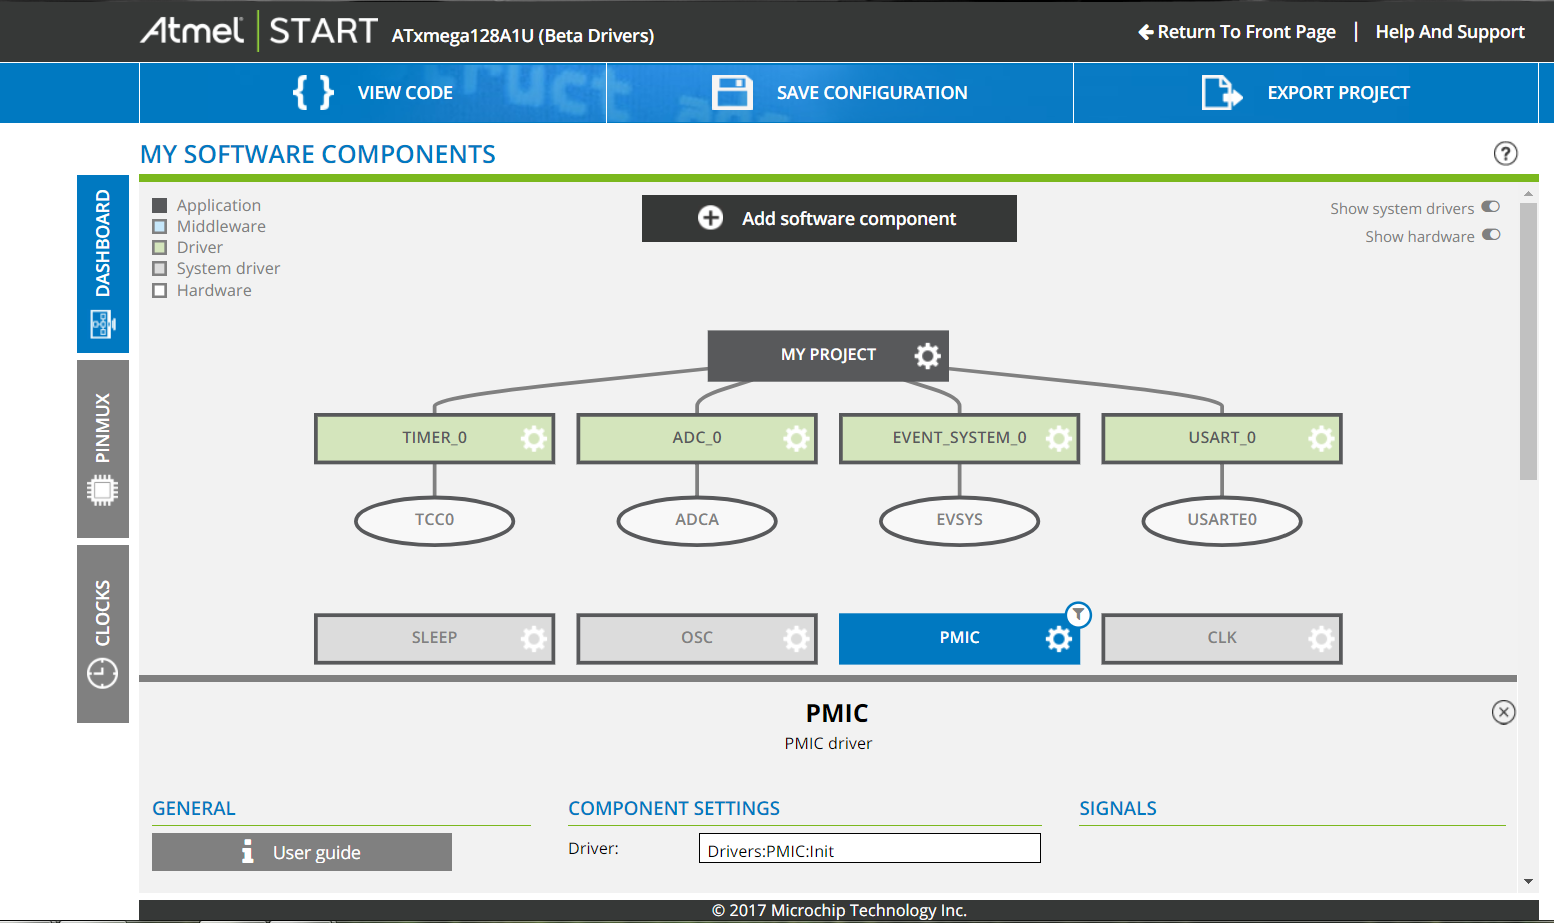 Atmel START ATxmega128A1U (Beta Drivers)
Return To Front Page | Help And Support
VIEW CODE
SAVE CONFIGURATION
EXPORT PROJECT
MY SOFTWARE COMPONENTS
?
DASHBOARD
PINMUX
CLOCKS
Application
Middleware
Driver
System driver
Hardware
Add software component
Show system drivers
Show hardware
MY PROJECT
TIMER_0
ADC_0
EVENT_SYSTEM_0
USART_0
TCC0
ADCA
EVSYS
USARTE0
SLEEP
OSC
PMIC
CLK
PMIC
PMIC driver
GENERAL
User guide
COMPONENT SETTINGS
Driver:
Drivers:PMIC:Init
SIGNALS
© 2017 Microchip Technology Inc.